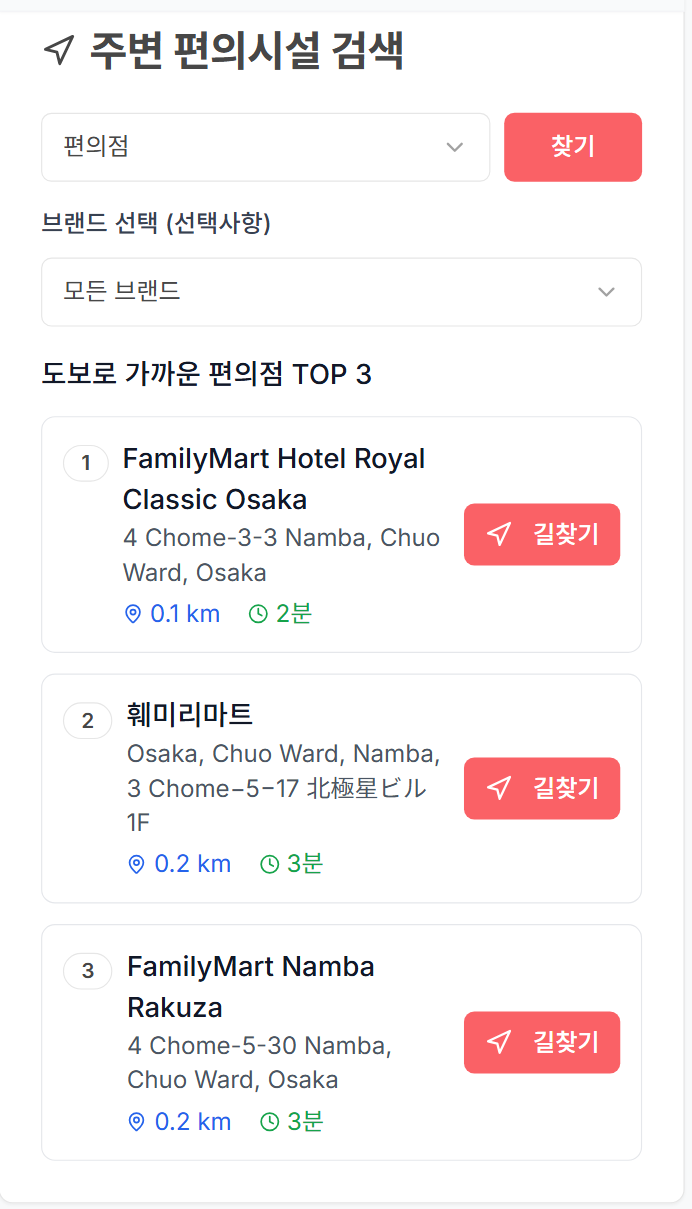 주변 편의시설 검색
편의점
찾기
브랜드 선택 (선택사항)
모든 브랜드
도보로 가까운 편의점 TOP 3
1
FamilyMart Hotel Royal
Classic Osaka
4 Chome-3-3 Namba, Chuo
Ward, Osaka
0.1 km 2분
길찾기
2
훼미리마트
Osaka, Chuo Ward, Namba,
3 Chome−5−17 北極星ビル
1F
0.2 km 3분
길찾기
3
FamilyMart Namba
Rakuza
4 Chome-5-30 Namba,
Chuo Ward, Osaka
0.2 km 3분
길찾기